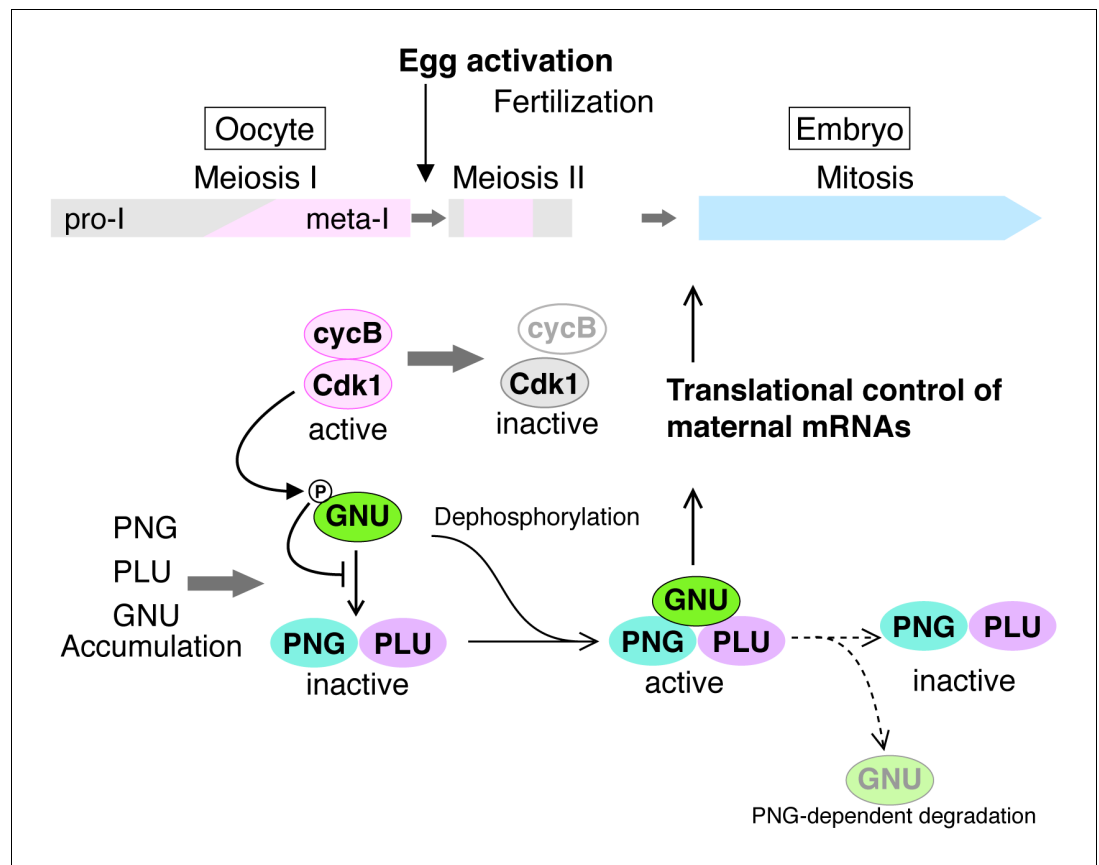 Egg activation
Fertilization
Oocyte
Embryo
Meiosis I
Meiosis II
Mitosis
pro-I
meta-I
cycB
Cdk1
active
cycB
Cdk1
inactive
Translational control of
maternal mRNAs
P
GNU
Dephosphorylation
PNG
PLU
GNU
Accumulation
PNG
PLU
inactive
GNU
PNG
PLU
active
PNG
PLU
inactive
GNU
PNG-dependent degradation